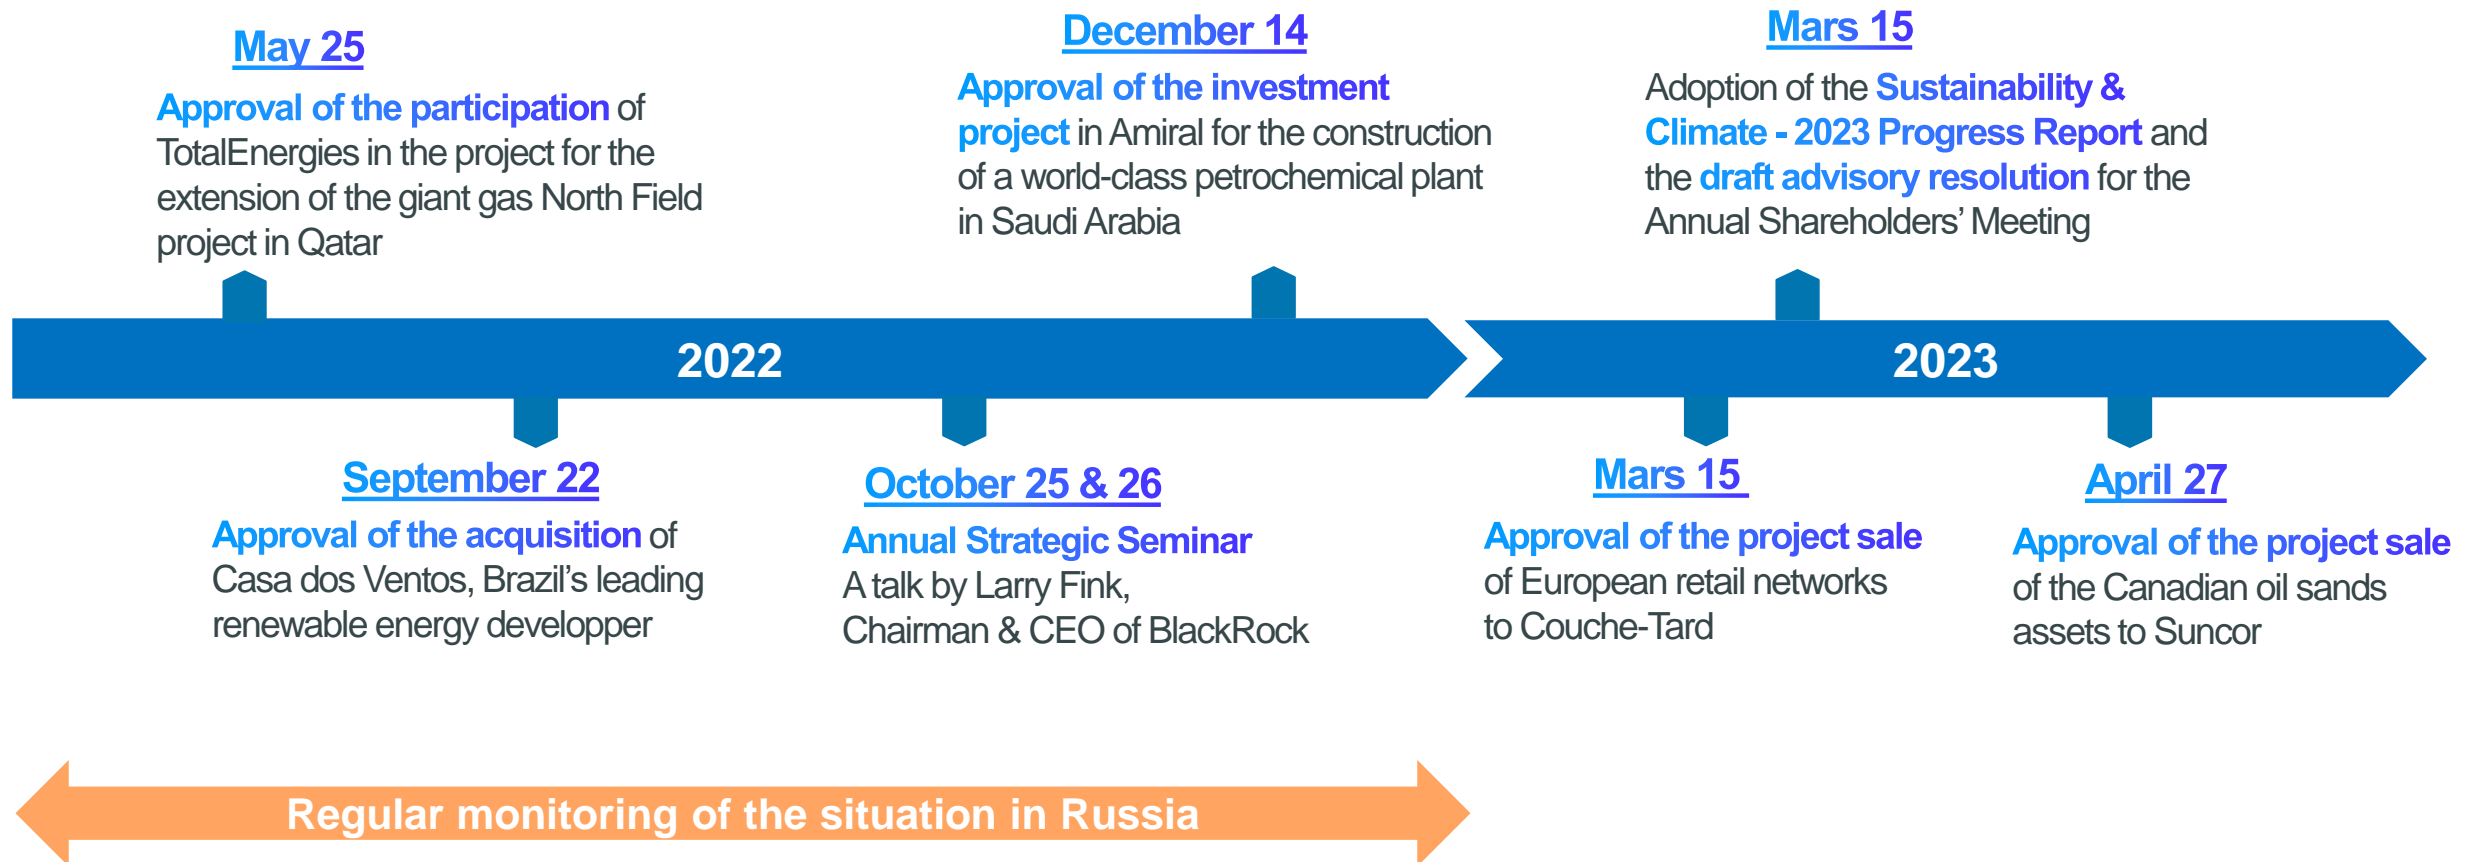 May 25
Approval of the participation of
TotalEnergies in the project for the
extension of the giant gas North Field
project in Qatar
December 14
Approval of the investment
project in Amiral for the construction
of a world-class petrochemical plant
in Saudi Arabia
Mars 15
Adoption of the Sustainability &
Climate - 2023 Progress Report and
the draft advisory resolution for the
Annual Shareholders’ Meeting
2022
2023
September 22
Approval of the acquisition of
Casa dos Ventos, Brazil’s leading
renewable energy developper
October 25 & 26
Annual Strategic Seminar
A talk by Larry Fink,
Chairman & CEO of BlackRock
Mars 15
Approval of the project sale
of European retail networks
to Couche-Tard
April 27
Approval of the project sale
of the Canadian oil sands
assets to Suncor
Regular monitoring of the situation in Russia